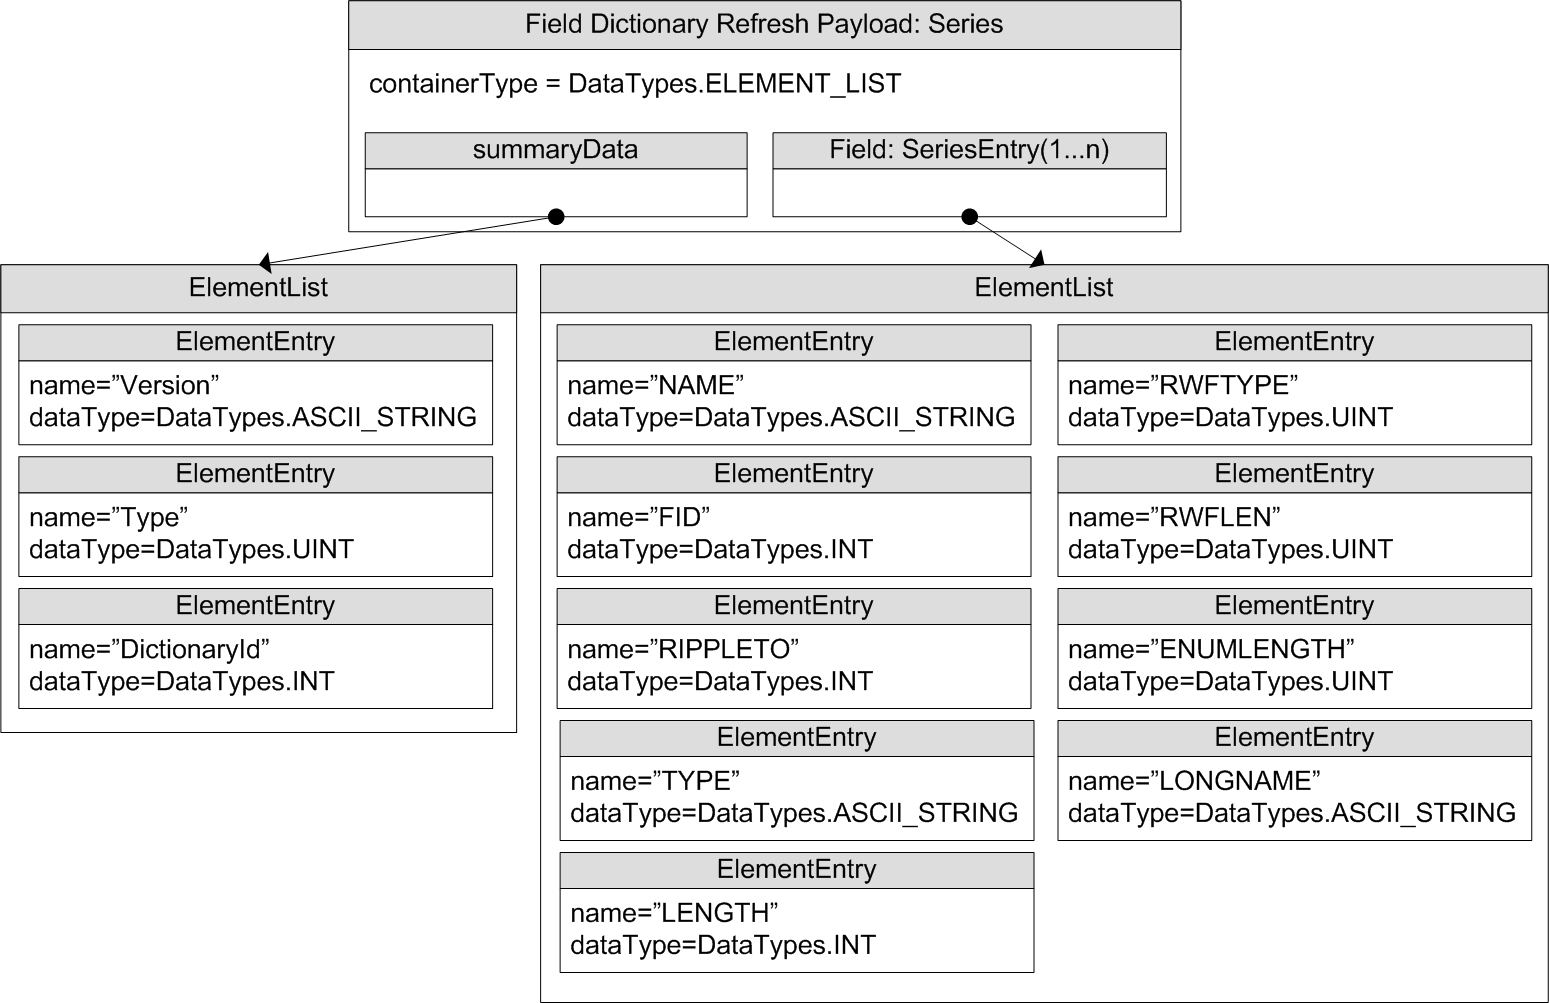 Field Dictionary Refresh Payload: Series
containerType = DataTypes.ELEMENT_LIST
summaryData
Field: SeriesEntry(1...n)
ElementList
ElementEntry
name=”Version”
dataType=DataTypes.ASCII_STRING
ElementEntry
name=”Type”
dataType=DataTypes.UINT
ElementEntry
name=”DictionaryId”
dataType=DataTypes.INT
ElementList
ElementEntry
name=”NAME”
dataType=DataTypes.ASCII_STRING
ElementEntry
name=”FID”
dataType=DataTypes.INT
ElementEntry
name=”RIPPLETO”
dataType=DataTypes.INT
ElementEntry
name=”TYPE”
dataType=DataTypes.ASCII_STRING
ElementEntry
name=”LENGTH”
dataType=DataTypes.INT
ElementEntry
name=”RWFTYPE”
dataType=DataTypes.UINT
ElementEntry
name=”RWFLEN”
dataType=DataTypes.UINT
ElementEntry
name=”ENUMLENGTH”
dataType=DataTypes.UINT
ElementEntry
name=”LONGNAME”
dataType=DataTypes.ASCII_STRING